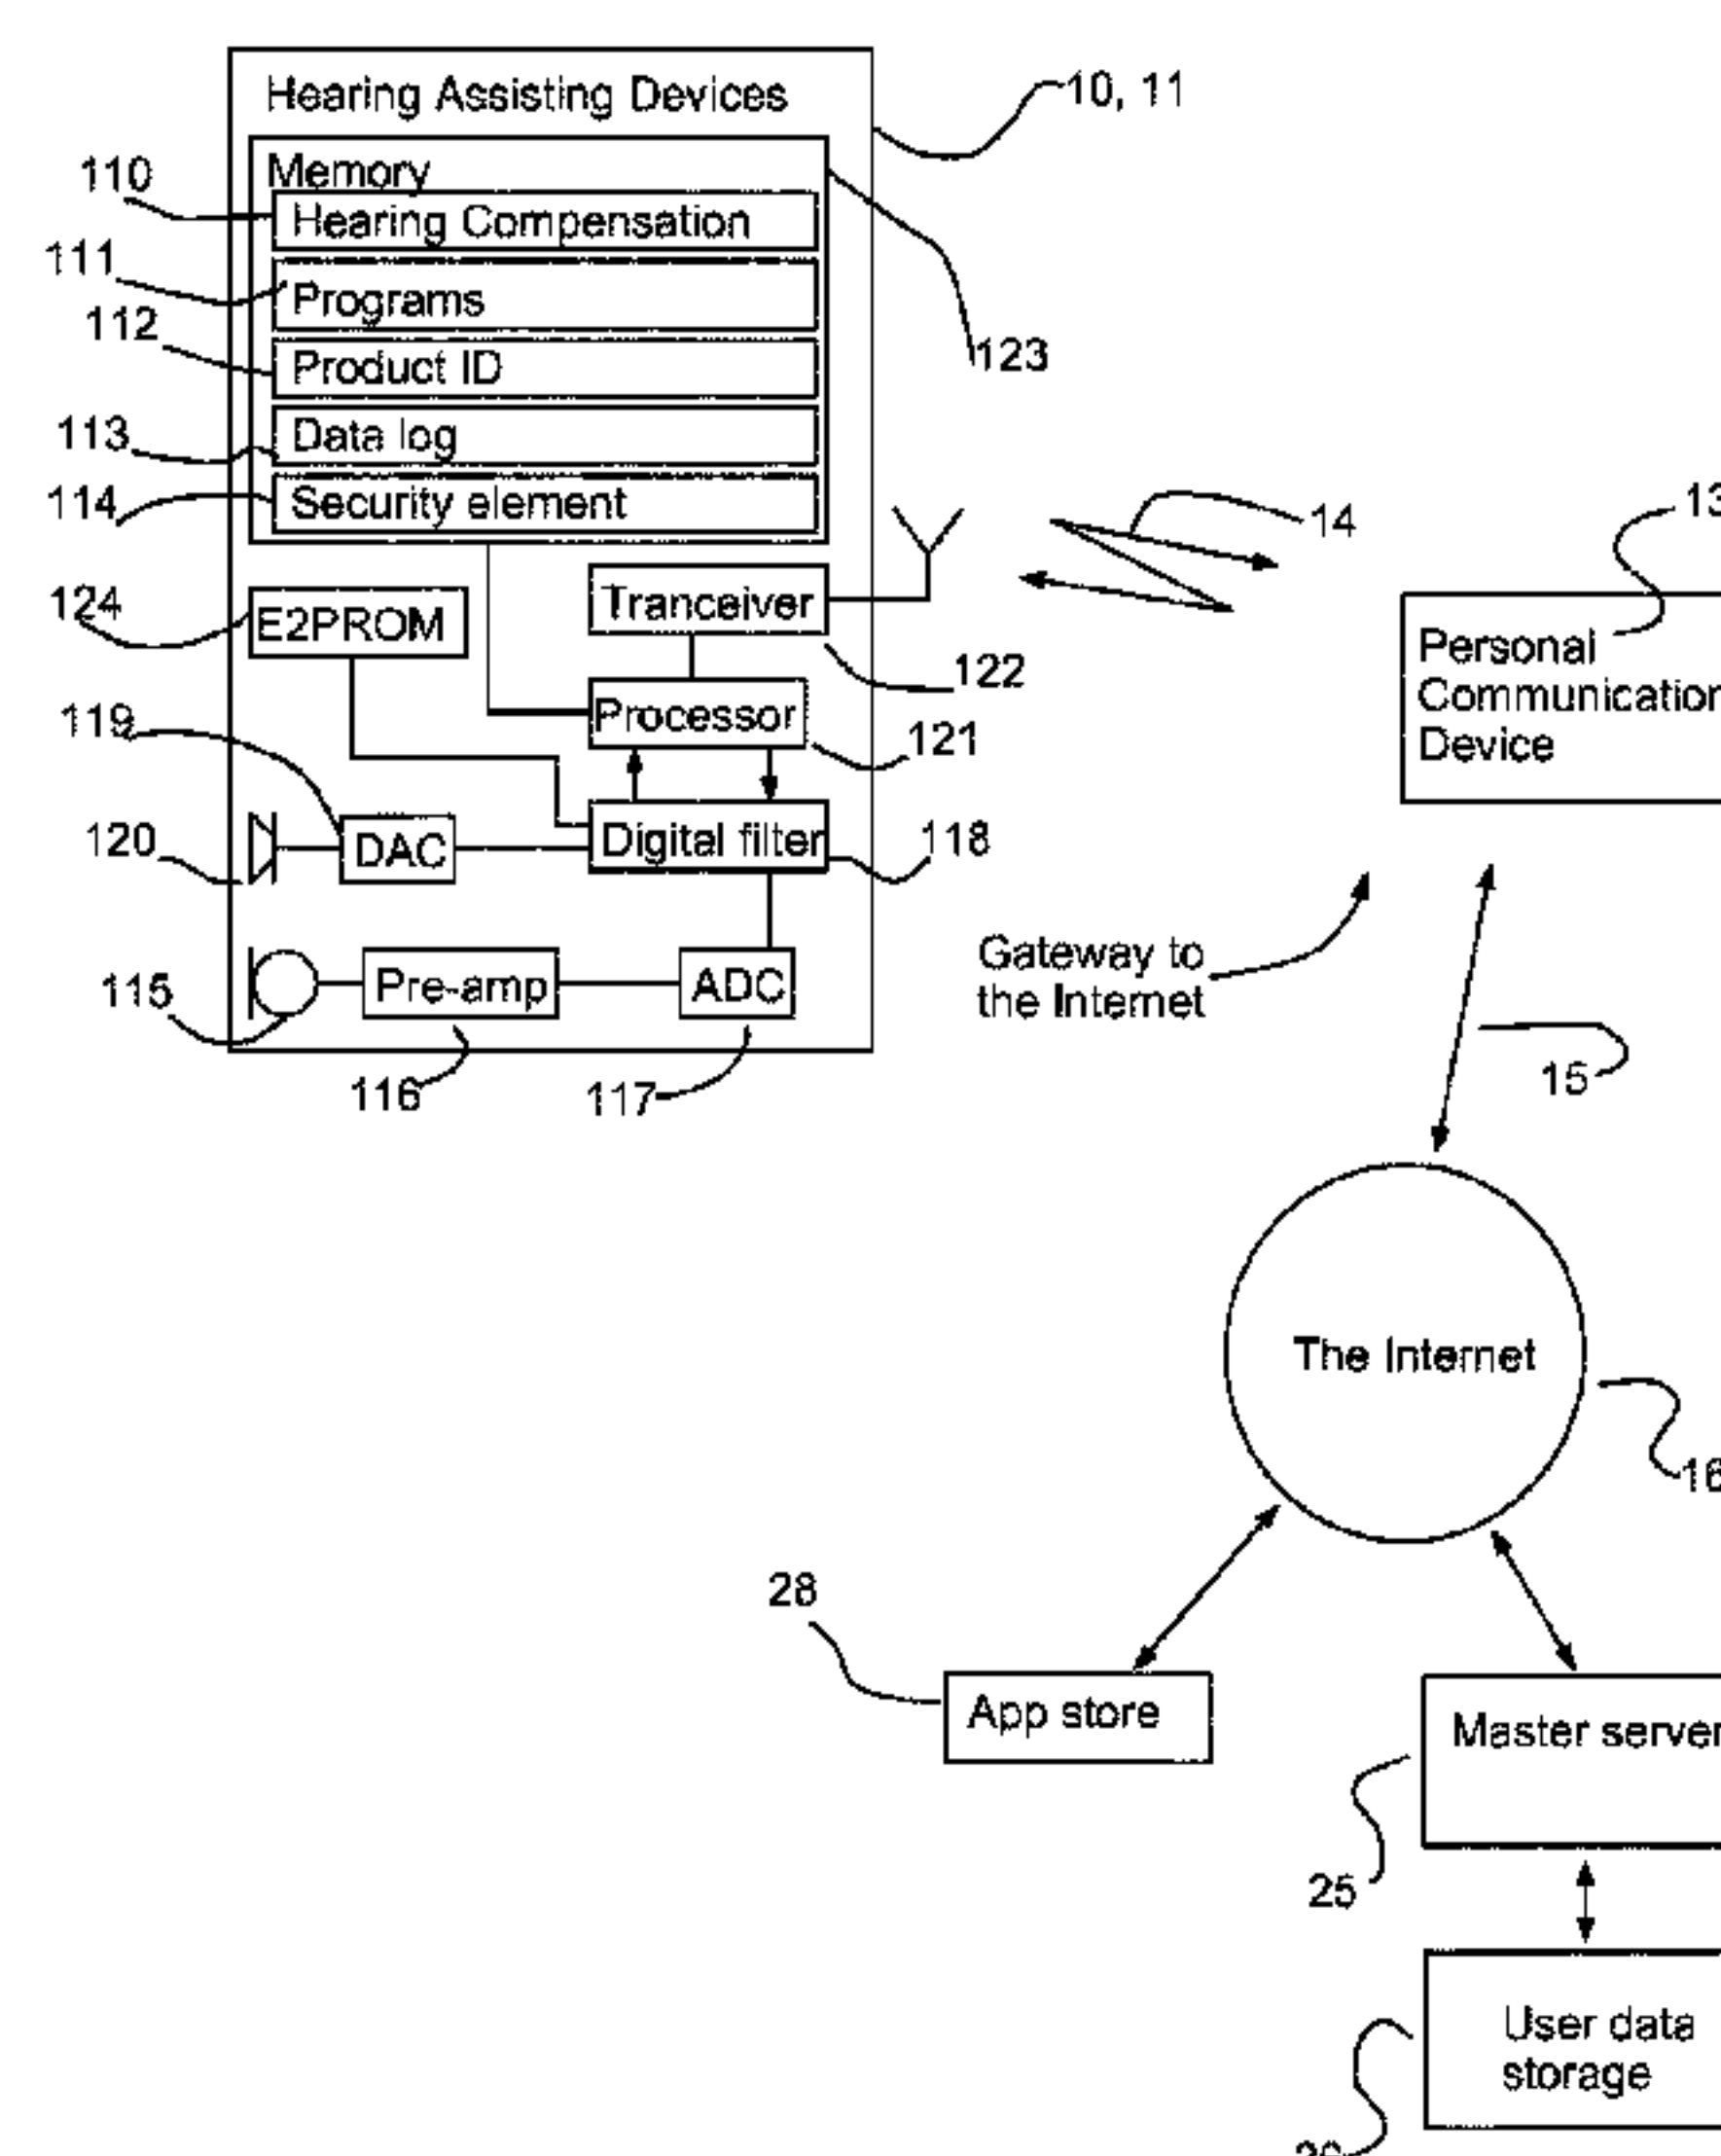 Hearing Assisting Devices
10, 11
Memory
110
Hearing Compensation
111
Programs
112
Product ID
123
113
Data log
114
Security element
14
13
124
E2PROM
Tranceiver
122
Personal
Communication
Device
119
Processor
121
120
DAC
Digital filter
118
Gateway to
the Internet
115
Pre-amp
ADC
116
117
15
The Internet
16
28
App store
Master server
25
User data
storage